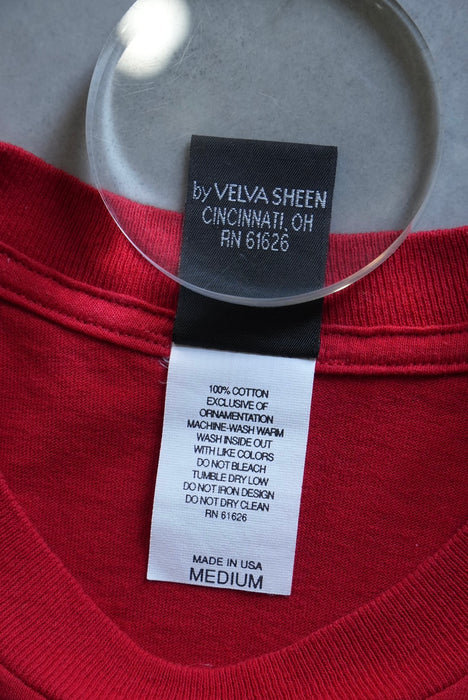 by VELVA SHEEN
CINCINNATI, OH
RN 61626
100% COTTON
EXCLUSIVE OF
ORNAMENTATION
MACHINE-WASH WARM
WASH INSIDE OUT
WITH LIKE COLORS
DO NOT BLEACH
TUMBLE DRY LOW
DO NOT IRON DESIGN
DO NOT DRY CLEAN
RN 61626
MADE IN USA
MEDIUM